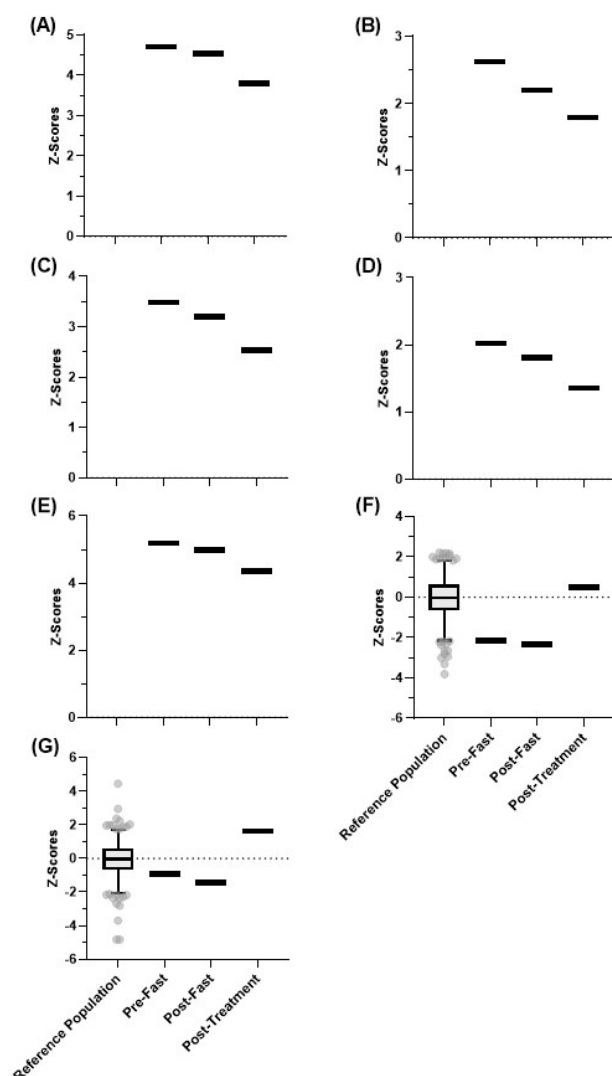 (A)
5
4
3
2
1
0
Z-Scores
(B)
3
2
1
0
Z-Scores
(C)
4
3
2
1
0
Z-Scores
(D)
3
2
1
0
Z-Scores
(E)
6
4
2
0
Z-Scores
(F)
4
2
0
-2
-4
-6
Z-Scores
Reference Population
Pre-Fast
Post-Fast
Post-Treatment
(G)
6
4
2
0
-2
-4
-6
Z-Scores
Reference Population
Pre-Fast
Post-Fast
Post-Treatment